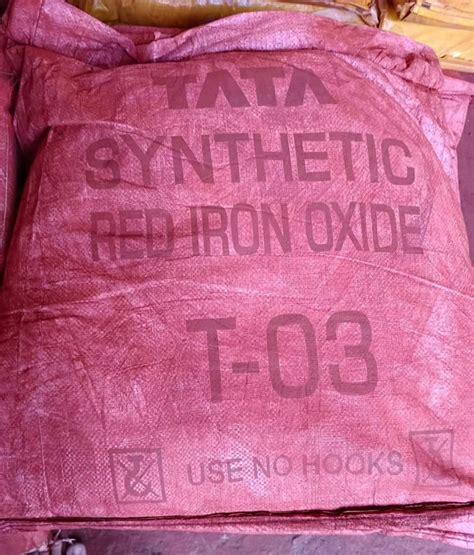 TATA
SYNTHETIC
RED IRON OXIDE
T-03
USE NO HOOKS